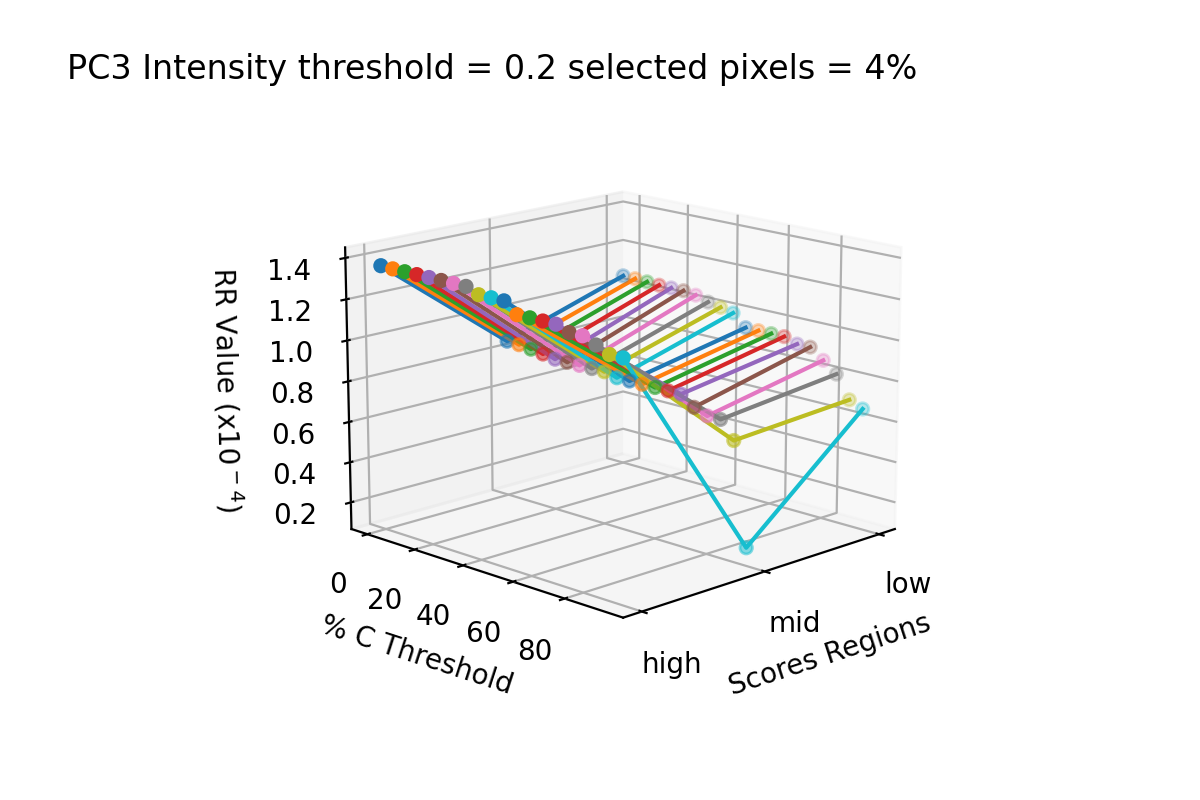 PC3 Intensity threshold = 0.2 selected pixels = 4%
RR Value (x10⁻⁴)
1.4
1.2
1.0
0.8
0.6
0.4
0.2
0
20
40
60
80
% C Threshold
low
mid
high
Scores Regions